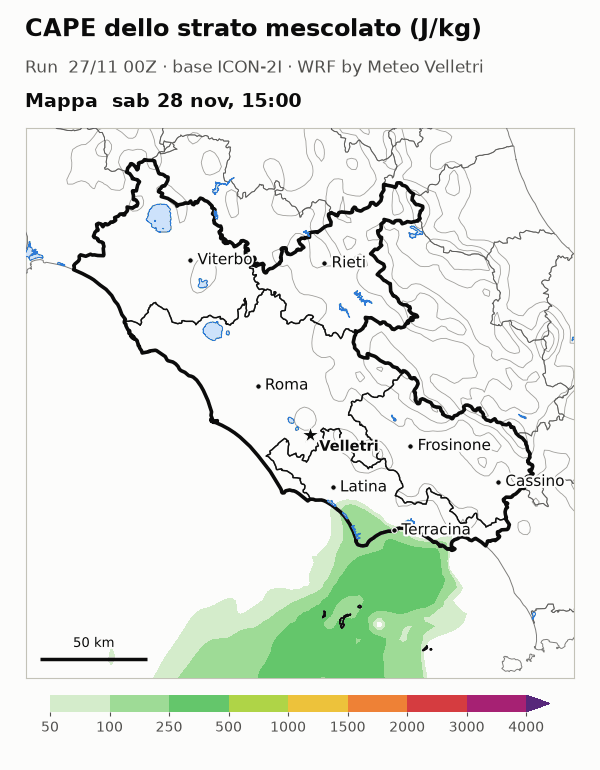 CAPE dello strato mescolato (J/kg)
Run  27/11 00Z · base ICON-2I · WRF by Meteo Velletri
Mappa  sab 28 nov, 15:00
Viterbo
Rieti
Roma
Velletri
Frosinone
Cassino
Latina
Terracina
50 km
50 100 250 500 1000 1500 2000 3000 4000